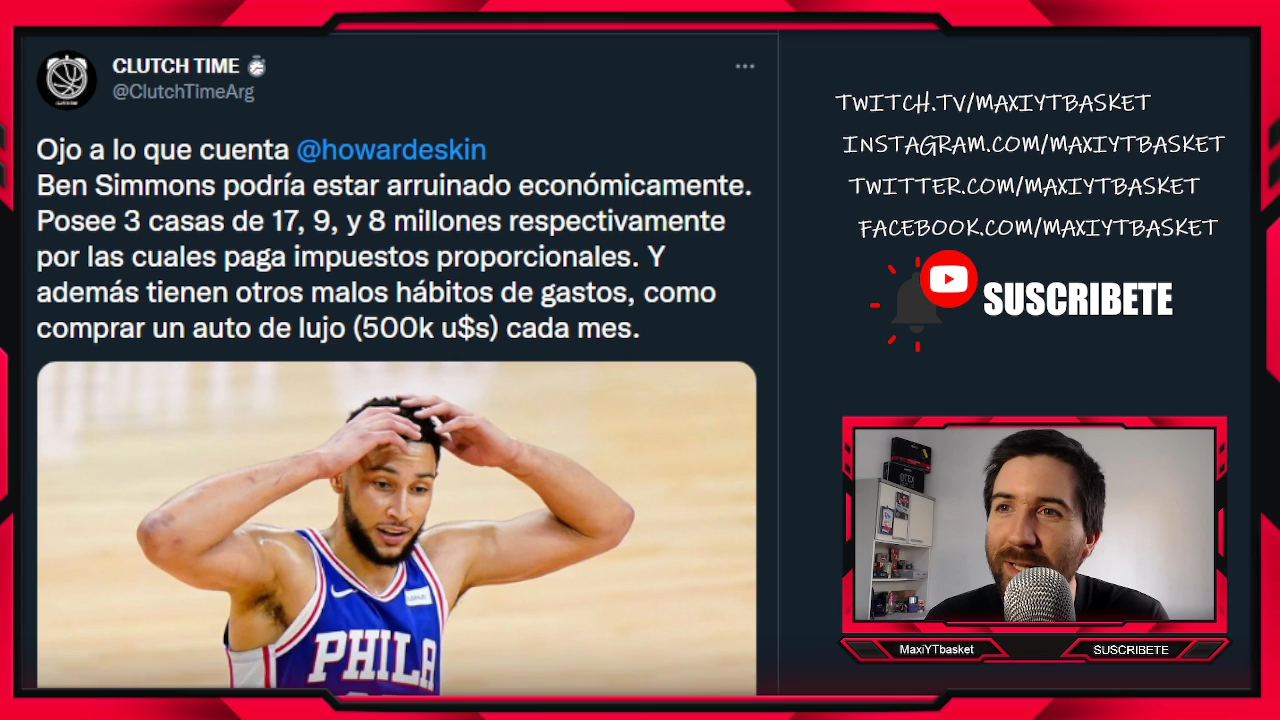 CLUTCH TIME
@ClutchTimeArg
Ojo a lo que cuenta @howardeskin
Ben Simmons podría estar arruinado económicamente.
Posee 3 casas de 17, 9, y 8 millones respectivamente
por las cuales paga impuestos proporcionales. Y
además tienen otros malos hábitos de gastos, como
comprar un auto de lujo (500k u$s) cada mes.
PHILA
TWITCH.TV/MAXIYTBASKET
INSTAGRAM.COM/MAXIYTBASKET
TWITTER.COM/MAXIYTBASKET
FACEBOOK.COM/MAXIYTBASKET
SUSCRIBETE
MaxiYTbasket
SUSCRIBETE